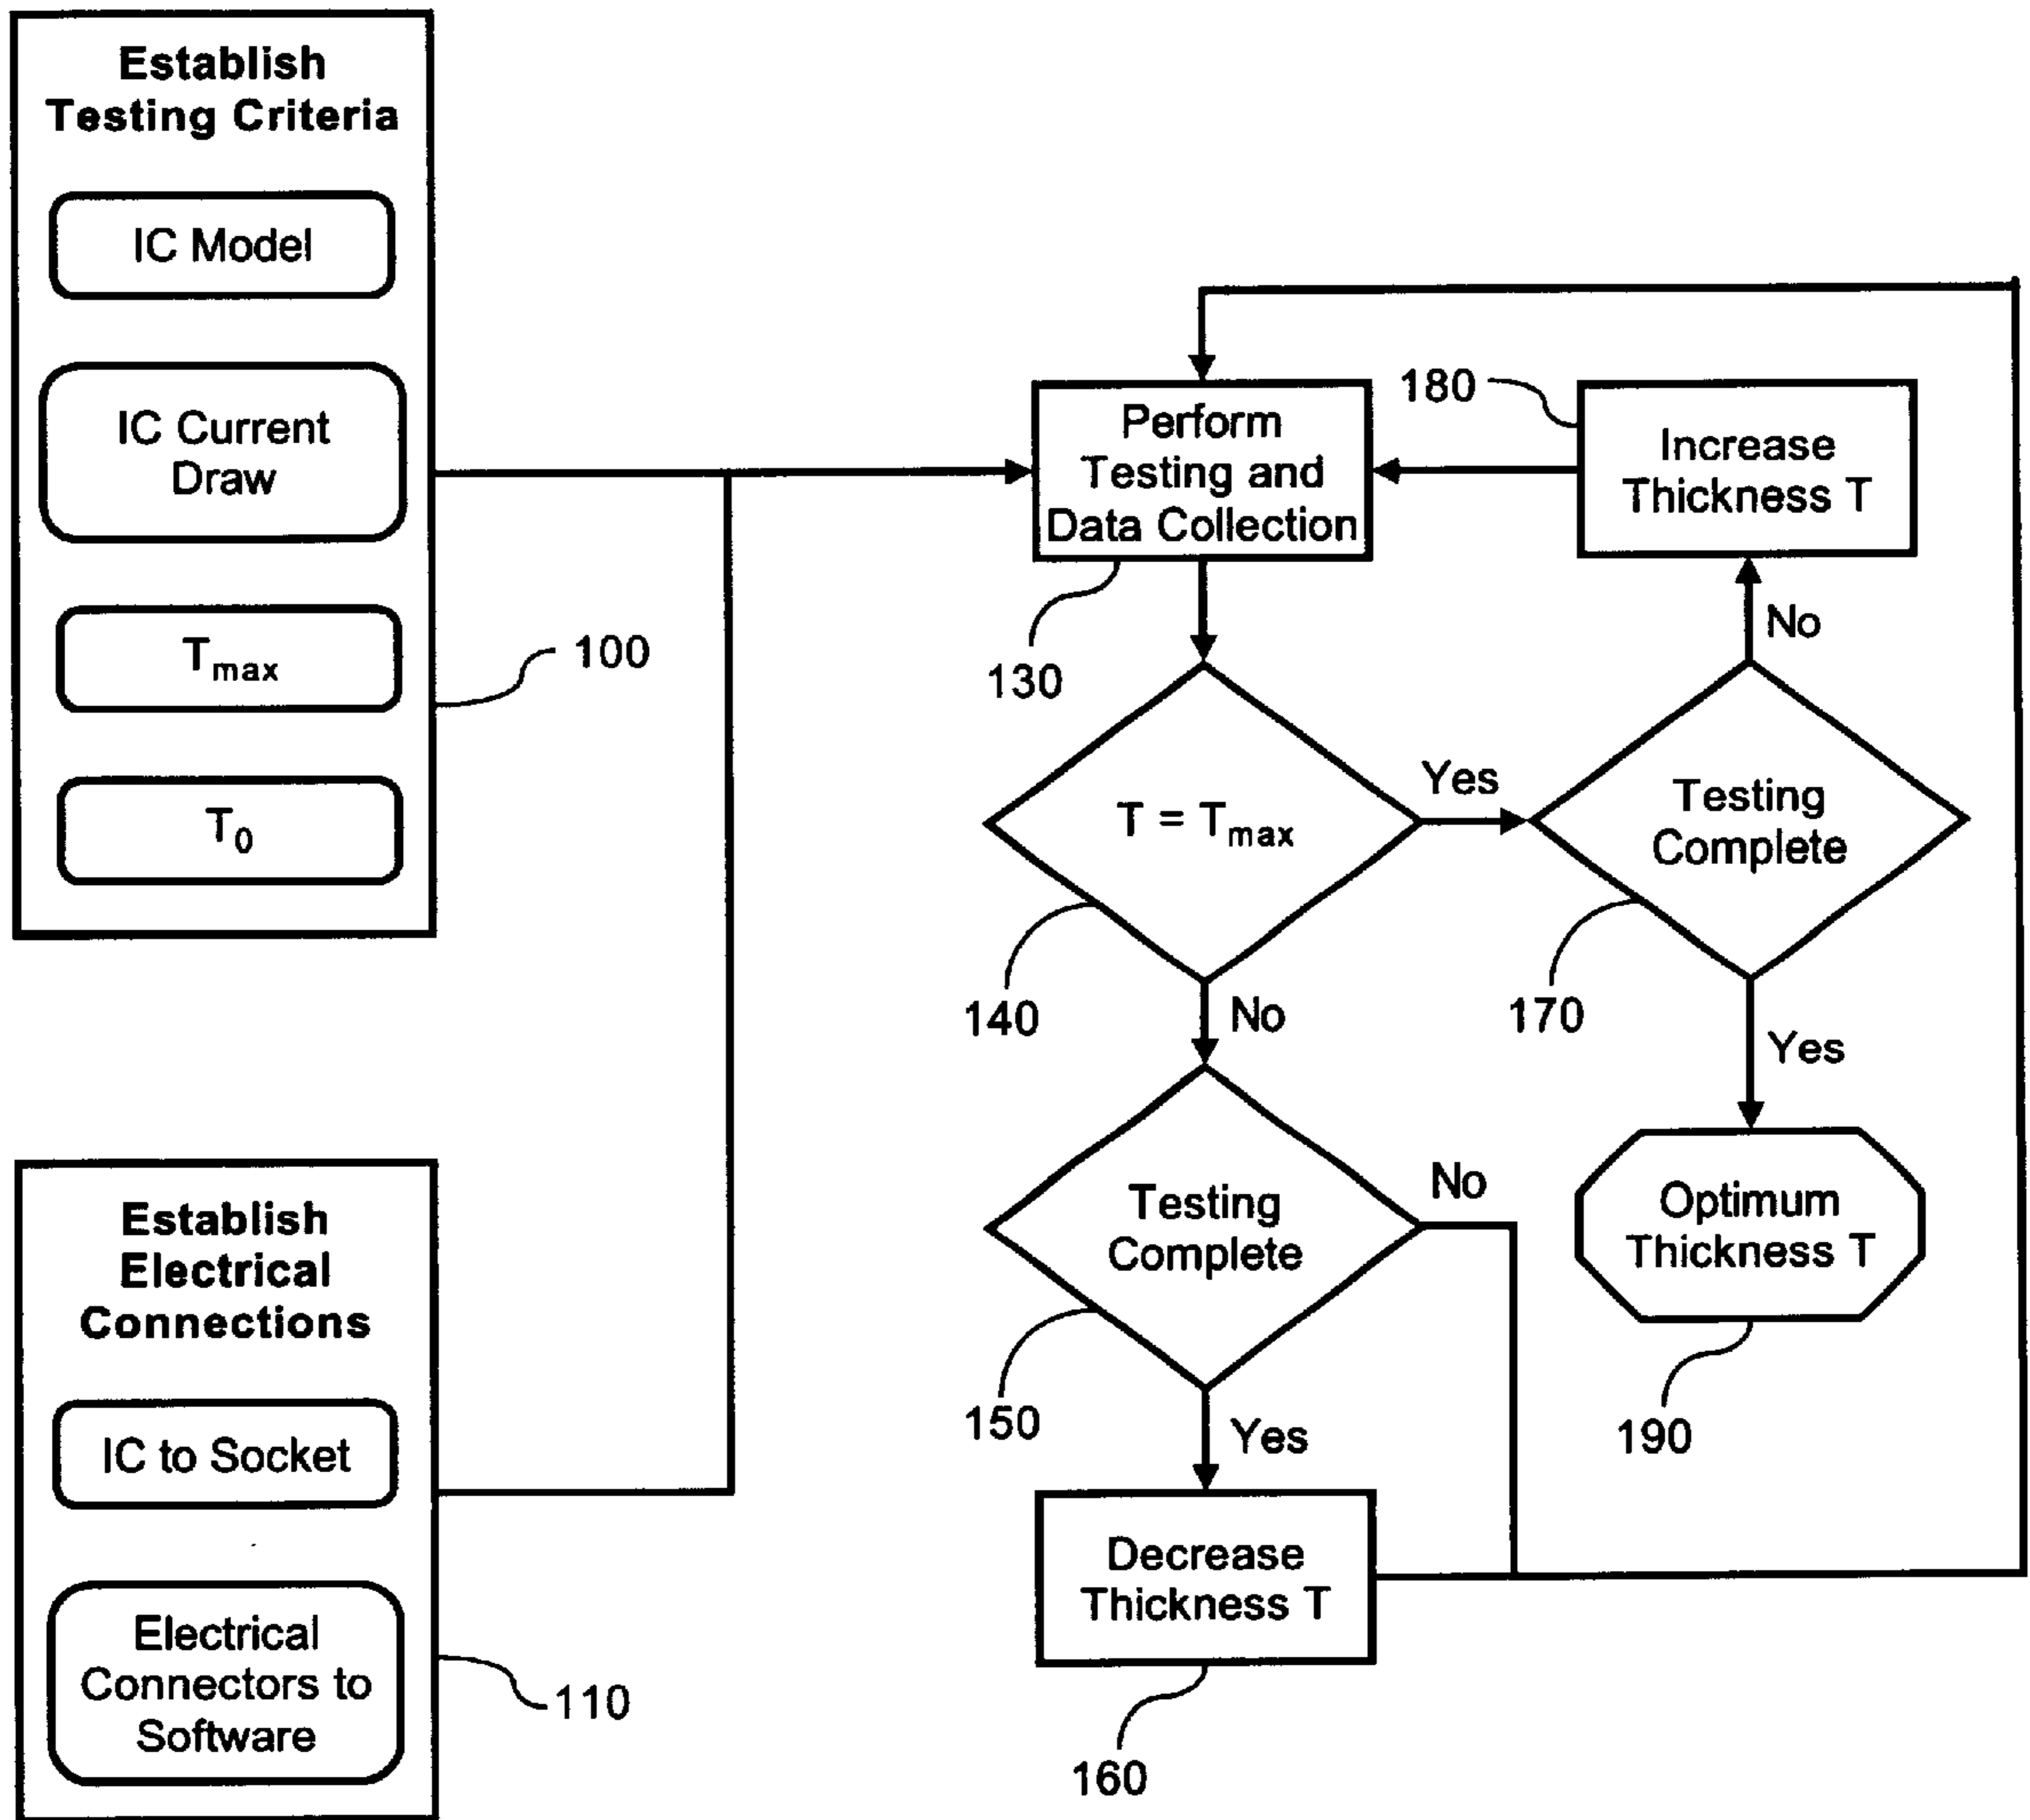 Establish
Testing Criteria
IC Model
IC Current
Draw
Tmax
T0
100
Establish
Electrical
Connections
IC to Socket
Electrical
Connectors to
Software
110
Perform
Testing and
Data Collection
130
180
Increase
Thickness T
No
T = Tmax
Yes
140
No
Testing
Complete
170
Yes
Testing
Complete
No
150
Yes
Optimum
Thickness T
190
Decrease
Thickness T
160